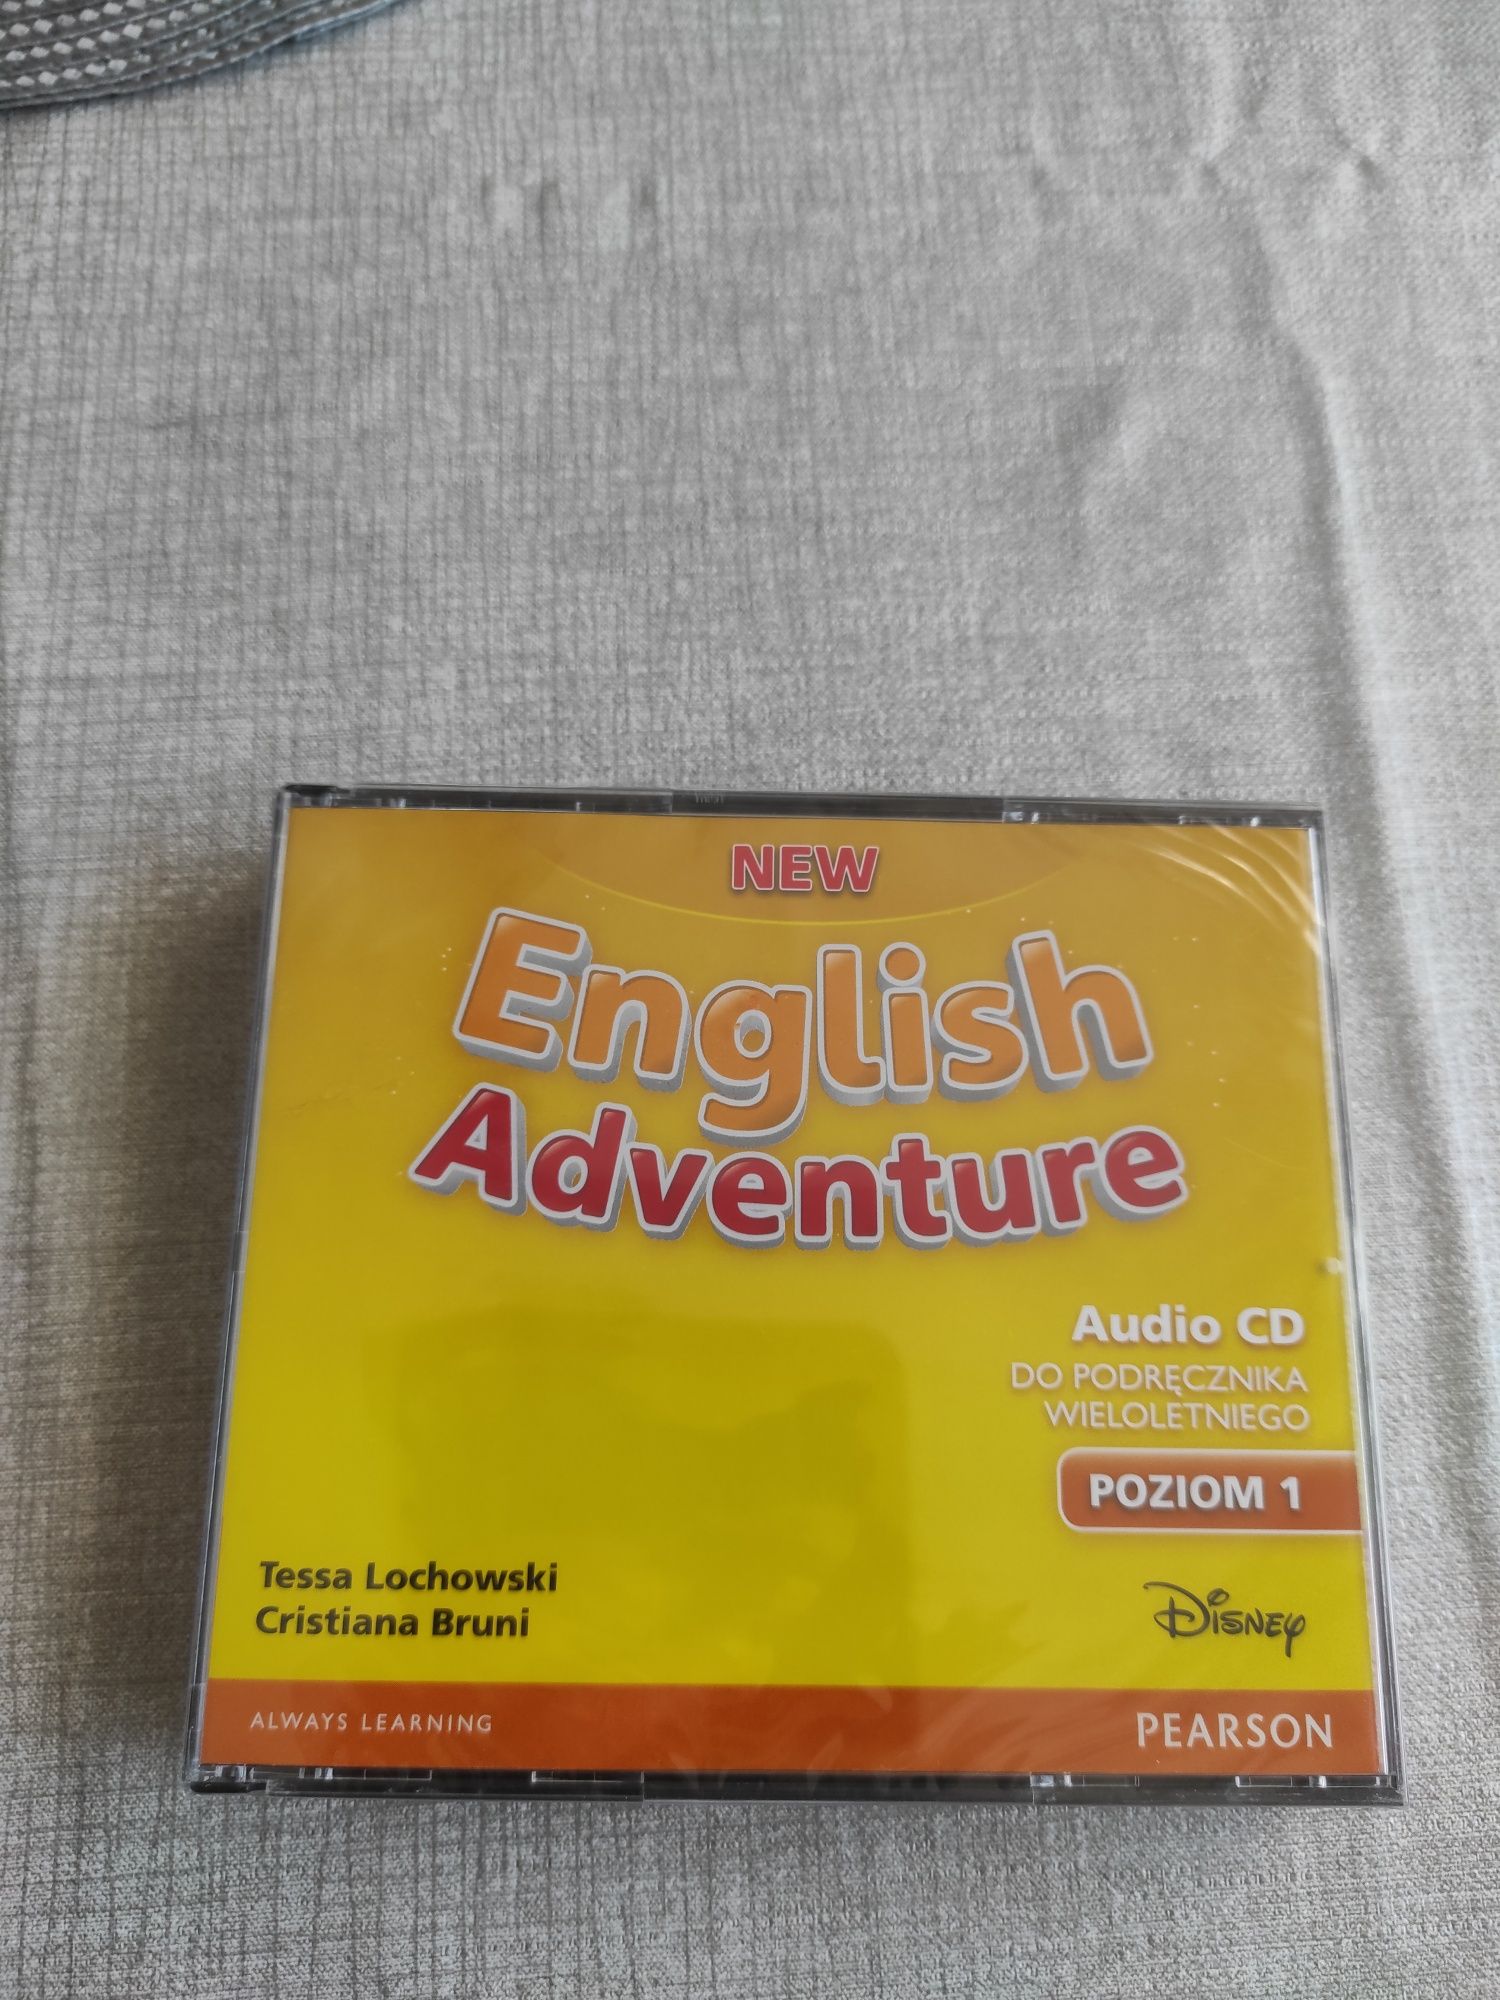 NEW
English
Adventure
Audio CD
DO PODRĘCZNIKA
WIELOLETNIEGO
POZIOM 1
Tessa Lochowski
Cristiana Bruni
Disney
ALWAYS LEARNING
PEARSON